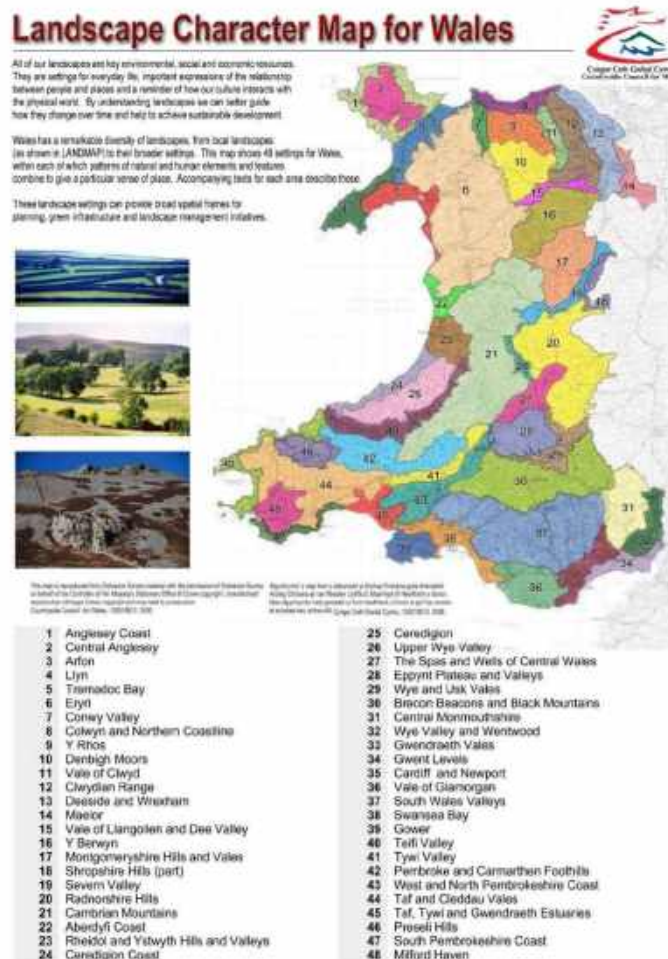 Landscape Character Map for Wales
Cyngor Cefn Gwlad Cymru
Countryside Council for Wales
All of our landscapes are key environmental, social and economic resources.
They are settings for everyday life, important expressions of the relationship
between people and places and a reminder of how our culture interacts with
the physical world. By understanding landscapes we can better guide
how they change over time and help to achieve sustainable development.
Wales has a remarkable diversity of landscapes, from local landscapes
(as shown in LANDMAP) to their broader settings. This map shows 48 settings for Wales,
within each of which patterns of natural and human elements and features
combine to give a particular sense of place. Accompanying texts for each area describe those.
These landscape settings can provide broad spatial frames for
planning, green infrastructure and landscape management initiatives.
1 Anglesey Coast
2 Central Anglesey
3 Arfon
4 Llyn
5 Tremadoc Bay
6 Eryri
7 Conwy Valley
8 Colwyn and Northern Coastline
9 Y Rhos
10 Denbigh Moors
11 Vale of Clwyd
12 Clwydian Range
13 Deeside and Wrexham
14 Maelor
15 Vale of Llangollen and Dee Valley
16 Y Berwyn
17 Montgomeryshire Hills and Vales
18 Shropshire Hills (part)
19 Severn Valley
20 Radnorshire Hills
21 Cambrian Mountains
22 Aberdyfi Coast
23 Rheidol and Ystwyth Hills and Valleys
24 Ceredigion Coast
25 Ceredigion
26 Upper Wye Valley
27 The Spas and Wells of Central Wales
28 Eppynt Plateau and Valleys
29 Wye and Usk Vales
30 Brecon Beacons and Black Mountains
31 Central Monmouthshire
32 Wye Valley and Wentwood
33 Gwendraeth Vales
34 Gwent Levels
35 Cardiff and Newport
36 Vale of Glamorgan
37 South Wales Valleys
38 Swansea Bay
39 Gower
40 Teifi Valley
41 Tywi Valley
42 Pembroke and Carmarthen Foothills
43 West and North Pembrokeshire Coast
44 Taf and Cleddau Vales
45 Taf, Tywi and Gwendraeth Estuaries
46 Preseli Hills
47 South Pembrokeshire Coast
48 Milford Haven